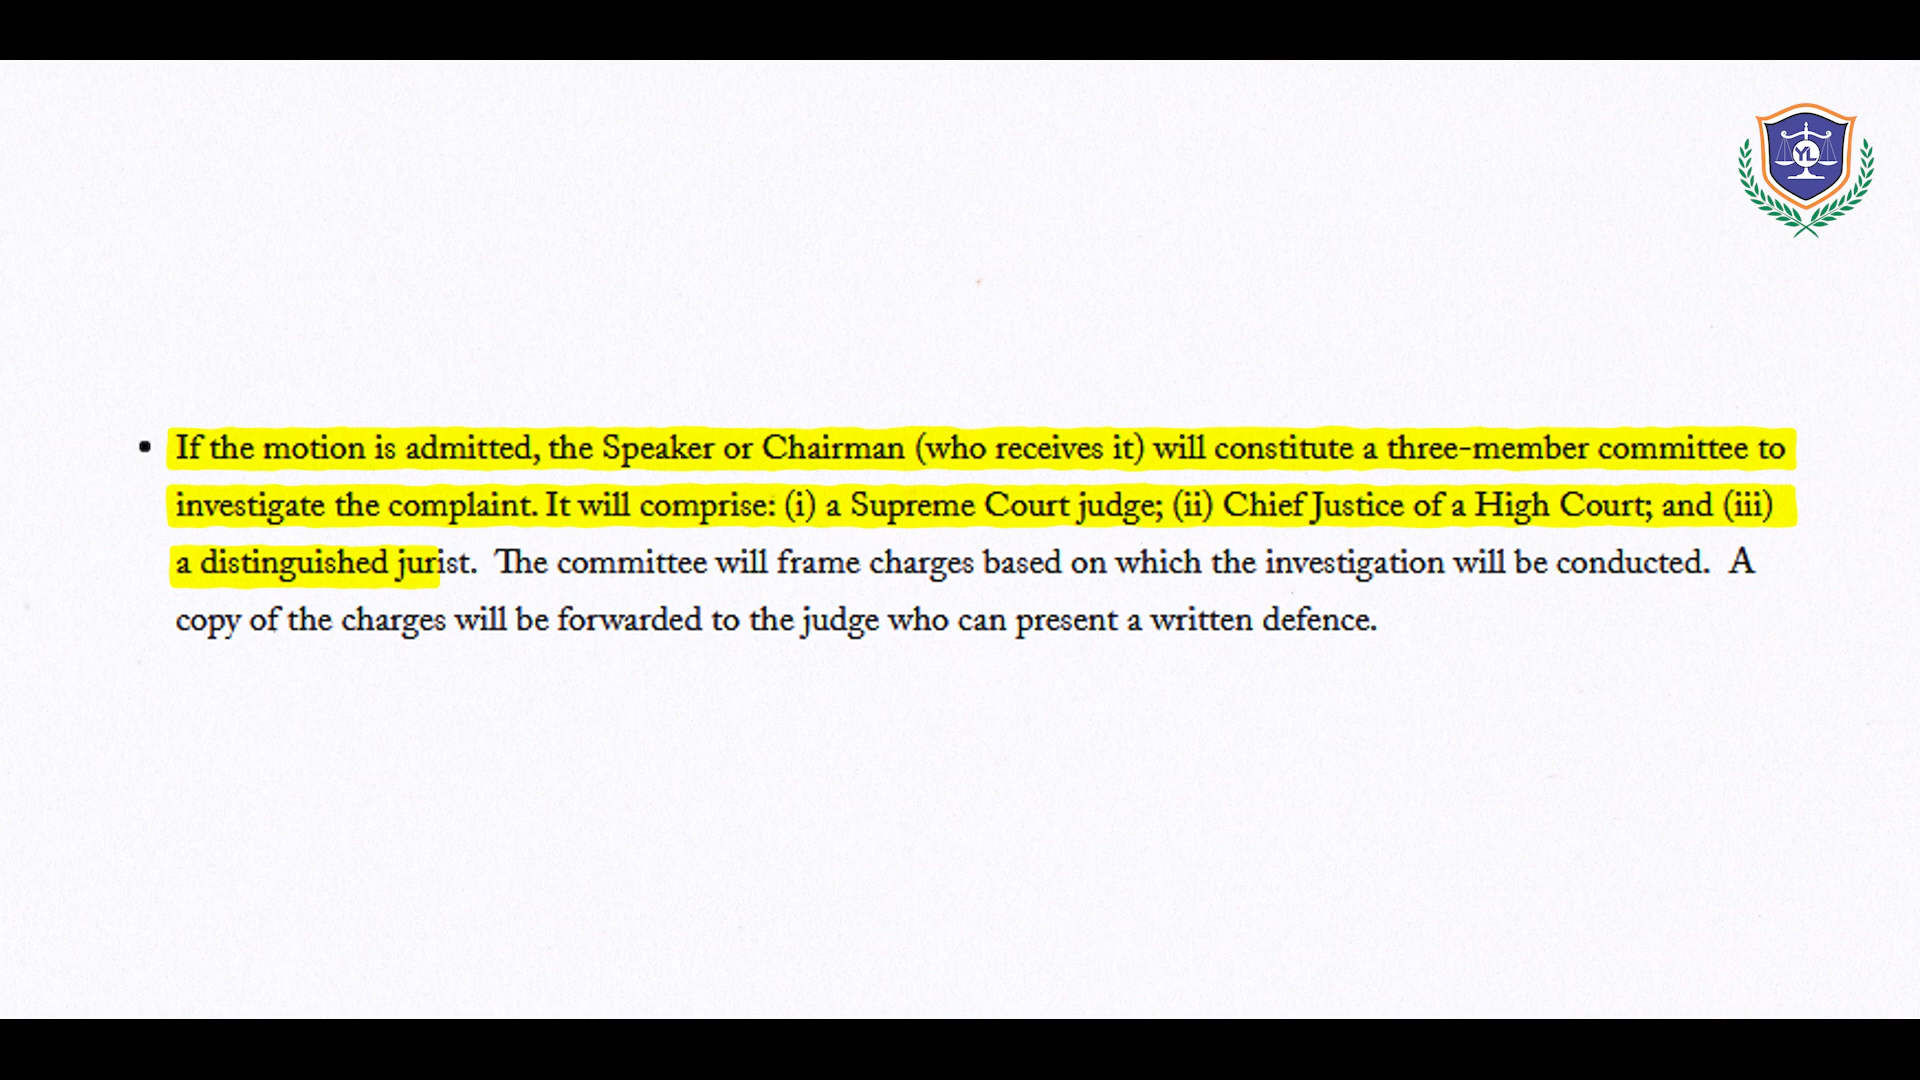 YL
• If the motion is admitted, the Speaker or Chairman (who receives it) will constitute a three-member committee to
investigate the complaint. It will comprise: (i) a Supreme Court judge; (ii) Chief Justice of a High Court; and (iii)
a distinguished jurist.  The committee will frame charges based on which the investigation will be conducted.  A
copy of the charges will be forwarded to the judge who can present a written defence.